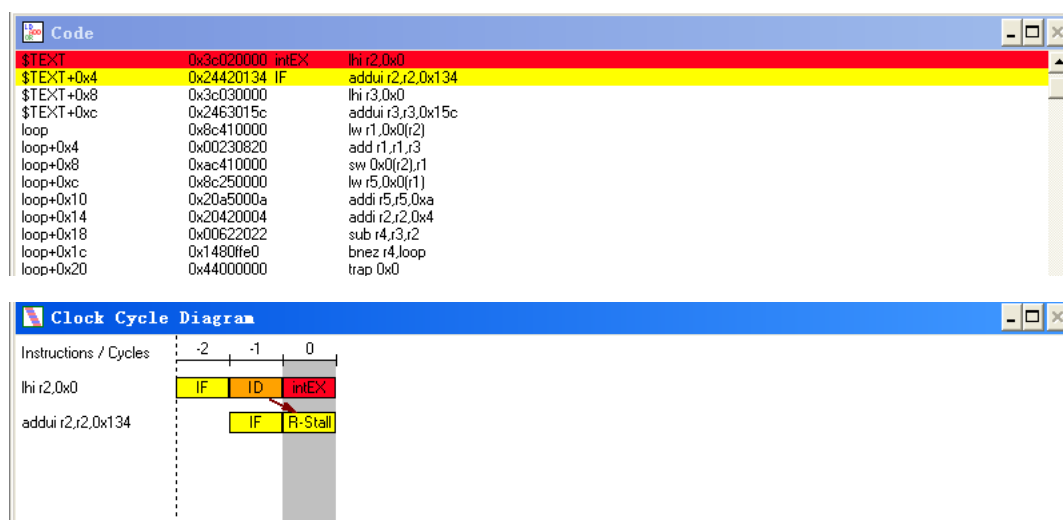 Code
$TEXT 0x3c020000 intEX lhi r2,0x0
$TEXT+0x4 0x24420134 IF addui r2,r2,0x134
$TEXT+0x8 0x3c030000 lhi r3,0x0
$TEXT+0xc 0x2463015c addui r3,r3,0x15c
loop 0x8c410000 lw r1,0x0(r2)
loop+0x4 0x00230820 add r1,r1,r3
loop+0x8 0xac410000 sw 0x0(r2),r1
loop+0xc 0x8c250000 lw r5,0x0(r1)
loop+0x10 0x20a5000a addi r5,r5,0xa
loop+0x14 0x20420004 addi r2,r2,0x4
loop+0x18 0x00622022 sub r4,r3,r2
loop+0x1c 0x1480ffe0 bnez r4,loop
loop+0x20 0x44000000 trap 0x0
Clock Cycle Diagram
Instructions / Cycles -2 -1 0
lhi r2,0x0 IF ID intEX
addui r2,r2,0x134 IF R-Stall